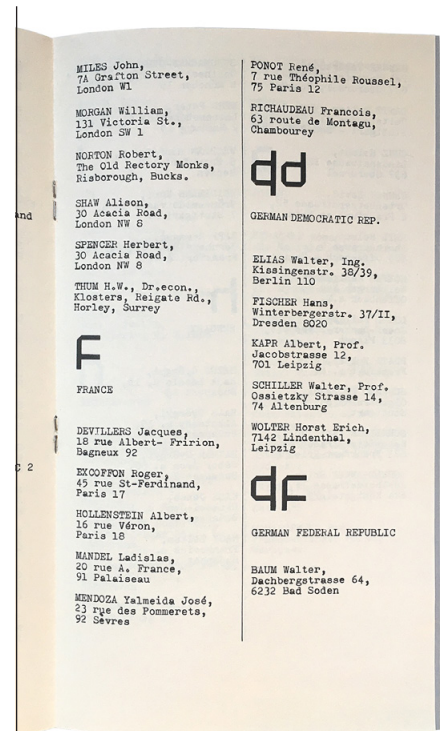 and
C 2
MILES John,
7A Grafton Street,
London W1
MORGAN William,
131 Victoria St.,
London SW 1
NORTON Robert,
The Old Rectory Monks,
Risborough, Bucks.
SHAW Alison,
30 Acacia Road,
London NW 8
SPENCER Herbert,
30 Acacia Road,
London NW 8
THUM H.W., Dr.econ.,
Klosters, Reigate Rd.,
Horley, Surrey
F
FRANCE
DEVILLERS Jacques,
18 rue Albert- Fririon,
Bagneux 92
EXCOFFON Roger,
45 rue St-Ferdinand,
Paris 17
HOLLENSTEIN Albert,
16 rue Véron,
Paris 18
MANDEL Ladislas,
20 rue A. France,
91 Palaiseau
MENDOZA Yalmeida José,
23 rue des Pommerets,
92 Sèvres
PONOT René,
7 rue Théophile Roussel,
75 Paris 12
RICHAUDEAU Francois,
63 route de Montagu,
Chambourey
dd
GERMAN DEMOCRATIC REP.
ELIAS Walter, Ing.
Kissingenstr. 38/39,
Berlin 110
FISCHER Hans,
Winterbergerstr. 37/II,
Dresden 8020
KAPR Albert, Prof.
Jacobstrasse 12,
701 Leipzig
SCHILLER Walter, Prof.
Ossietzky Strasse 14,
74 Altenburg
WOLTER Horst Erich,
7142 Lindenthal,
Leipzig
dF
GERMAN FEDERAL REPUBLIC
BAUM Walter,
Dachbergstrasse 64,
6232 Bad Soden